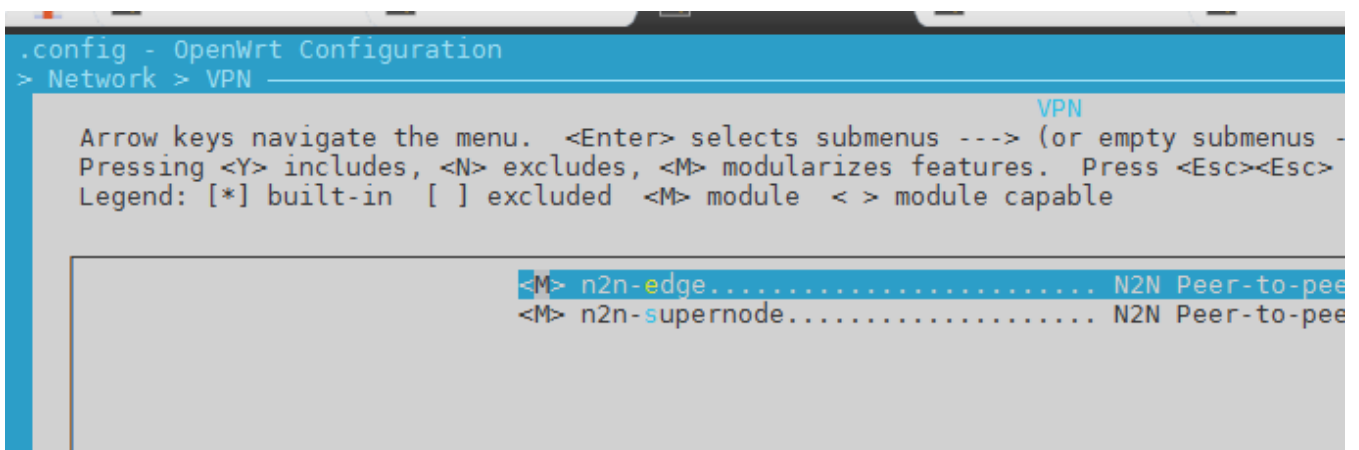 .config - OpenWrt Configuration
> Network > VPN
VPN
Arrow keys navigate the menu. <Enter> selects submenus ---> (or empty submenus -
Pressing <Y> includes, <N> excludes, <M> modularizes features. Press <Esc><Esc>
Legend: [*] built-in [ ] excluded <M> module < > module capable
<M> n2n-edge......................... N2N Peer-to-pee
<M> n2n-supernode.................... N2N Peer-to-pee